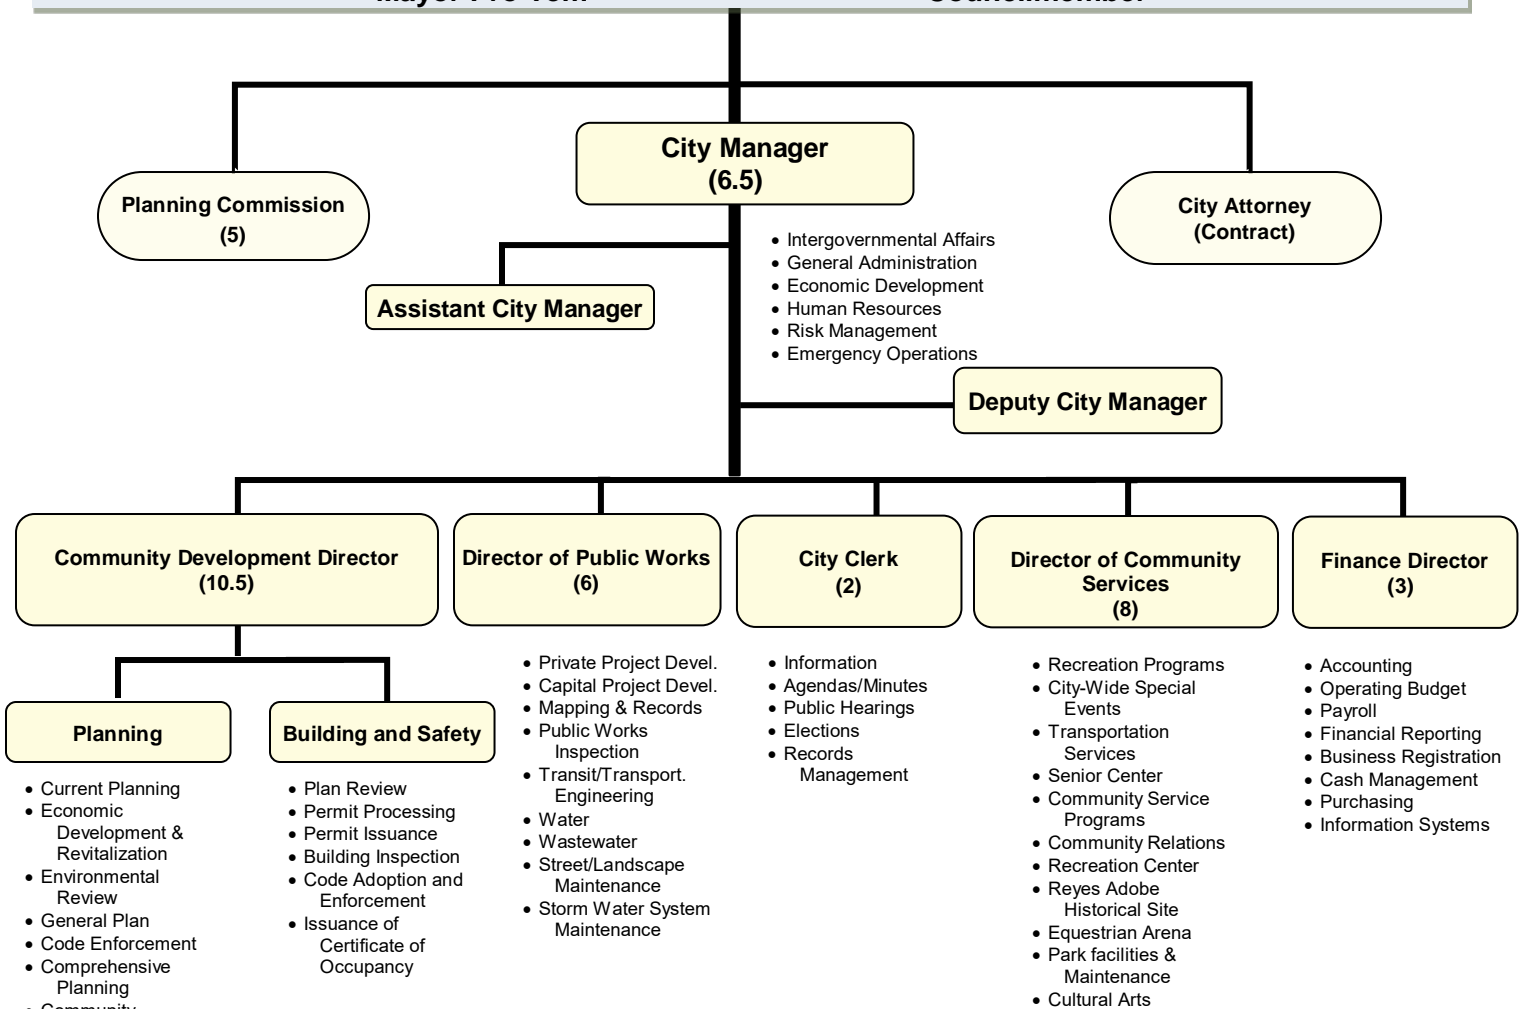 Mayor Pro Tem
Councilmember
City Manager
(6.5)
Planning Commission
(5)
City Attorney
(Contract)
• Intergovernmental Affairs
• General Administration
• Economic Development
• Human Resources
• Risk Management
• Emergency Operations
Assistant City Manager
Deputy City Manager
Community Development Director
(10.5)
Director of Public Works
(6)
City Clerk
(2)
Director of Community
Services
(8)
Finance Director
(3)
Planning
• Current Planning
• Economic
Development &
Revitalization
• Environmental
Review
• General Plan
• Code Enforcement
• Comprehensive
Planning
• Community
Building and Safety
• Plan Review
• Permit Processing
• Permit Issuance
• Building Inspection
• Code Adoption and
Enforcement
• Issuance of
Certificate of
Occupancy
• Private Project Devel.
• Capital Project Devel.
• Mapping & Records
• Public Works
Inspection
• Transit/Transport.
Engineering
• Water
• Wastewater
• Street/Landscape
Maintenance
• Storm Water System
Maintenance
• Information
• Agendas/Minutes
• Public Hearings
• Elections
• Records
Management
• Recreation Programs
• City-Wide Special
Events
• Transportation
Services
• Senior Center
• Community Service
Programs
• Community Relations
• Recreation Center
• Reyes Adobe
Historical Site
• Equestrian Arena
• Park facilities &
Maintenance
• Cultural Arts
• Accounting
• Operating Budget
• Payroll
• Financial Reporting
• Business Registration
• Cash Management
• Purchasing
• Information Systems